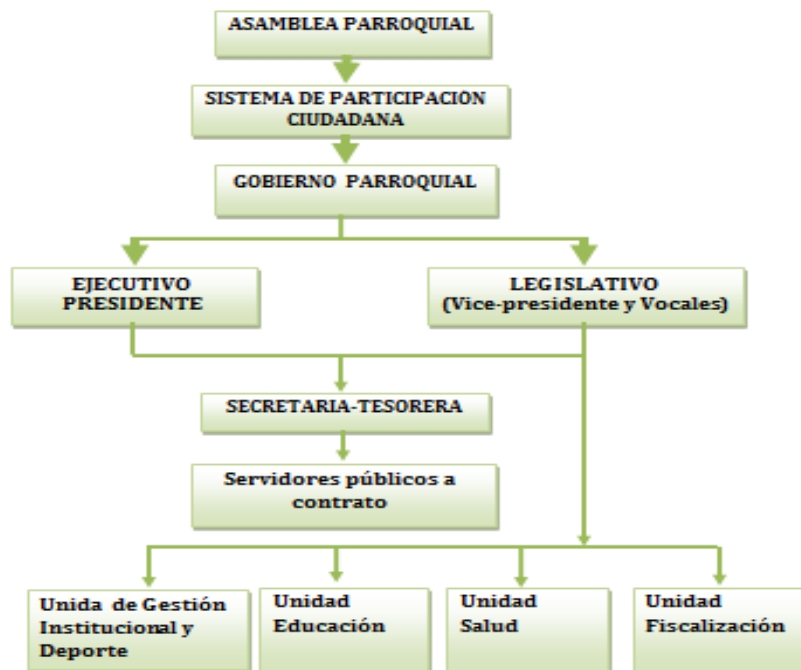 ASAMBLEA PARROQUIAL
SISTEMA DE PARTICIPACIÓN
CIUDADANA
GOBIERNO PARROQUIAL
EJECUTIVO
PRESIDENTE
LEGISLATIVO
(Vice-presidente y Vocales)
SECRETARIA-TESORERA
Servidores públicos a
contrato
Unida de Gestión
Institucional y
Deporte
Unidad
Educación
Unidad
Salud
Unidad
Fiscalización